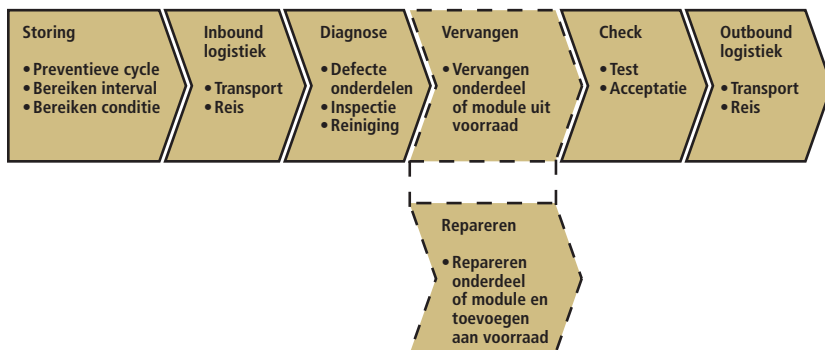 Storing
• Preventieve cycle
• Bereiken interval
• Bereiken conditie
Inbound
logistiek
• Transport
• Reis
Diagnose
• Defecte
onderdelen
• Inspectie
• Reiniging
Vervangen
• Vervangen
onderdeel
of module uit
voorraad
Check
• Test
• Acceptatie
Outbound
logistiek
• Transport
• Reis
Repareren
• Repareren
onderdeel
of module en
toevoegen
aan voorraad